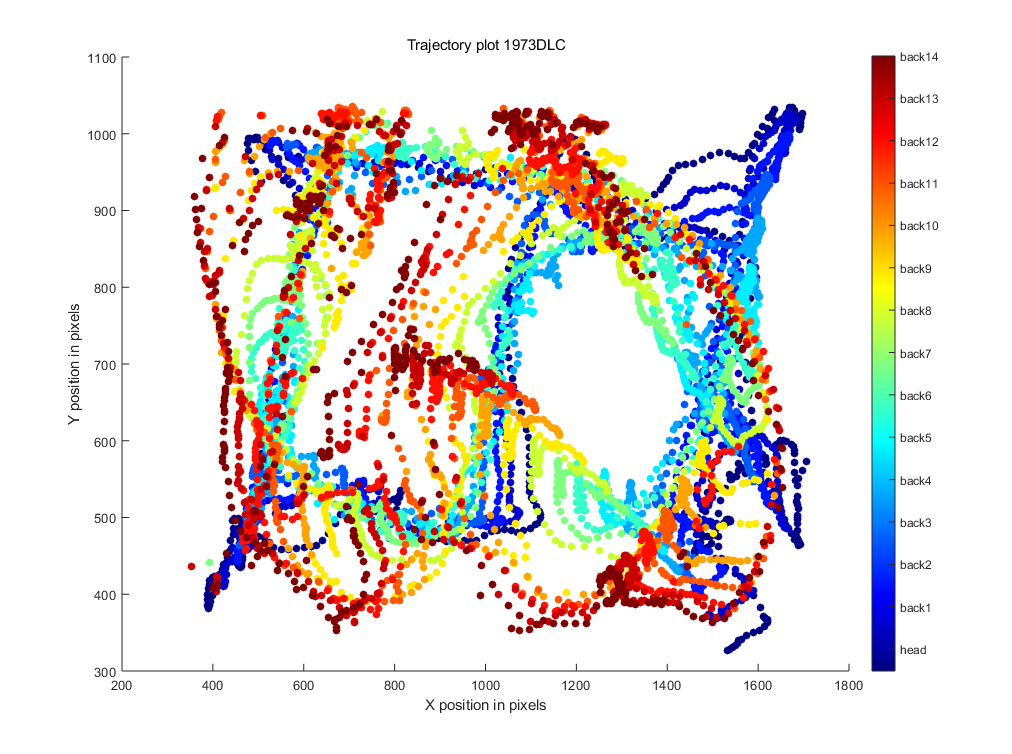 Trajectory plot 1973DLC
1100
1000
900
800
700
600
500
400
300
Y position in pixels
200
400
600
800
1000
1200
1400
1600
1800
X position in pixels
back14
back13
back12
back11
back10
back9
back8
back7
back6
back5
back4
back3
back2
back1
head